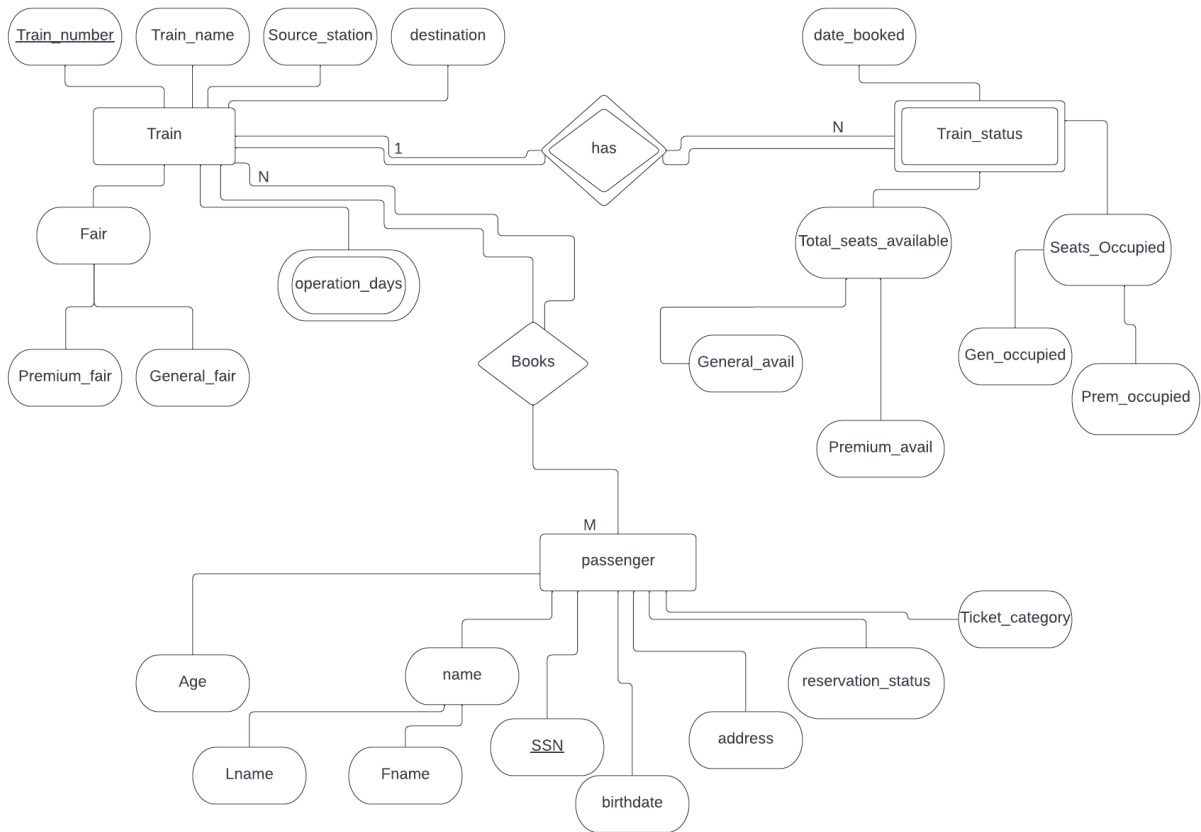 Train_number
Train_name
Source_station
destination
date_booked
Train
1
has
N
Train_status
N
Fair
operation_days
Total_seats_available
Seats_Occupied
Premium_fair
General_fair
Books
General_avail
Gen_occupied
Prem_occupied
Premium_avail
M
passenger
Ticket_category
Age
name
reservation_status
SSN
address
Lname
Fname
birthdate